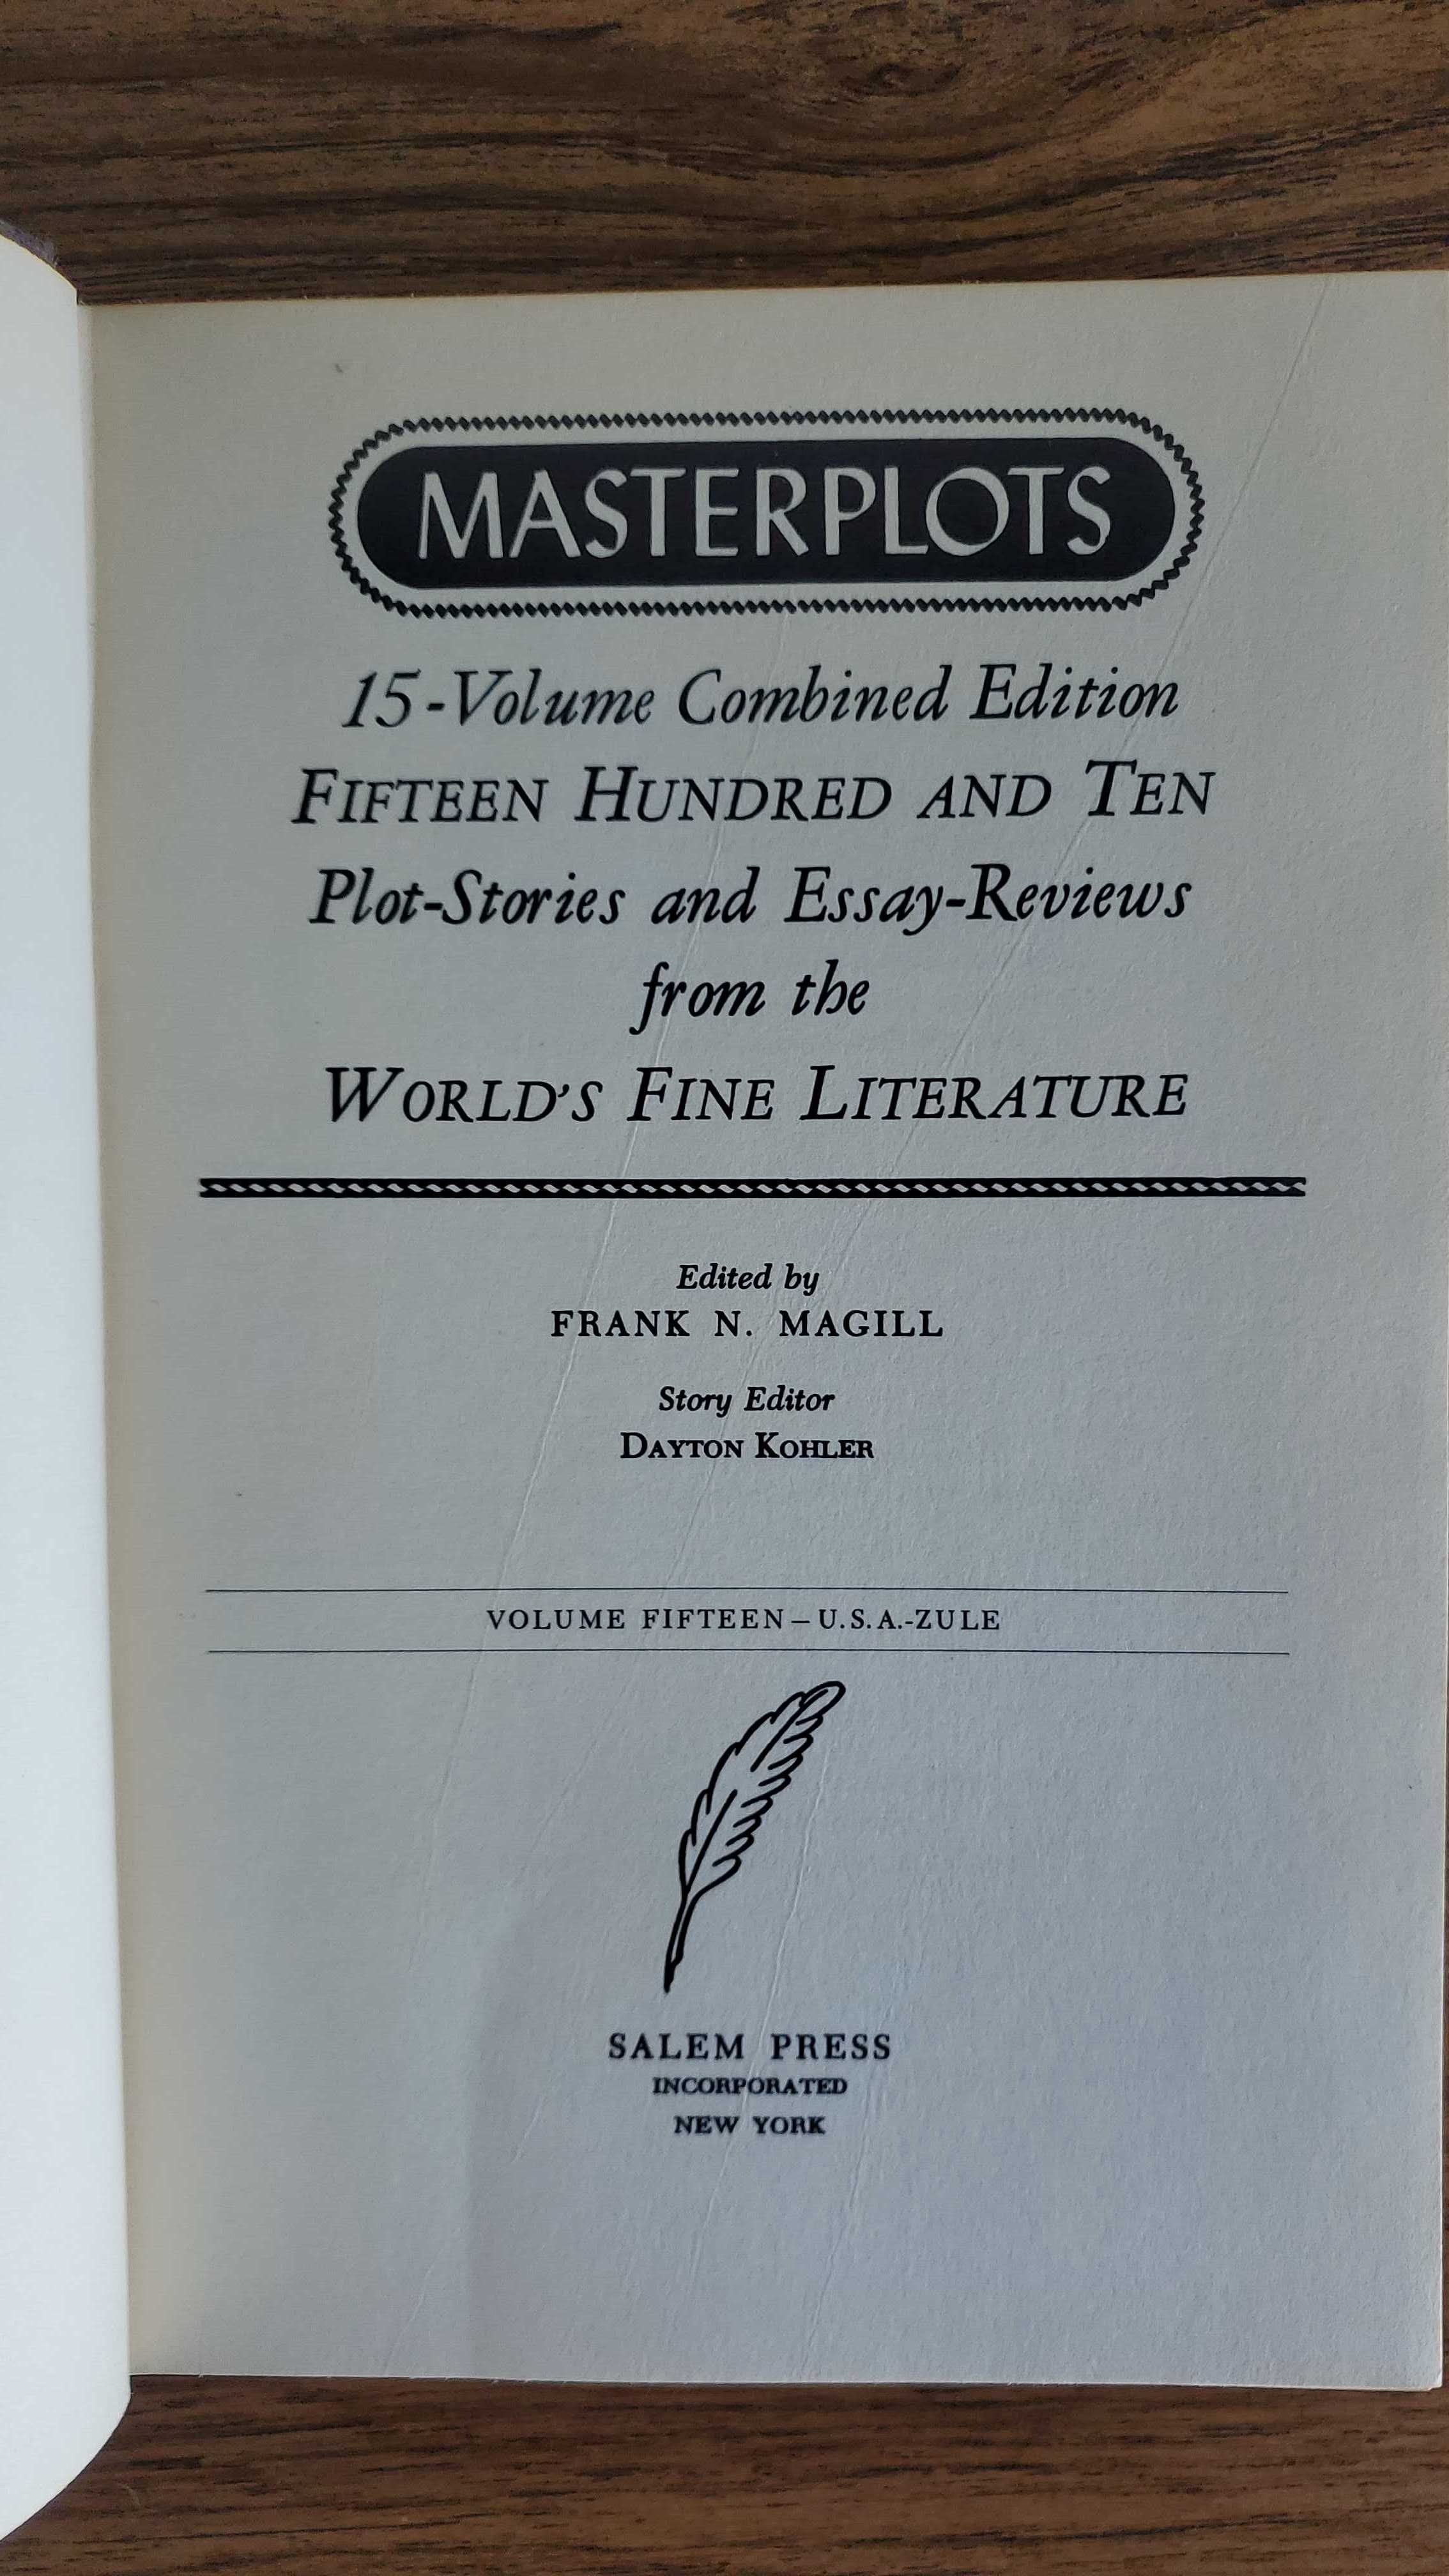 MASTERPLOTS
15-Volume Combined Edition
FIFTEEN HUNDRED AND TEN
Plot-Stories and Essay-Reviews
from the
WORLD'S FINE LITERATURE
Edited by
FRANK N. MAGILL
Story Editor
DAYTON KOHLER
VOLUME FIFTEEN – U.S.A.-ZULE
SALEM PRESS
INCORPORATED
NEW YORK